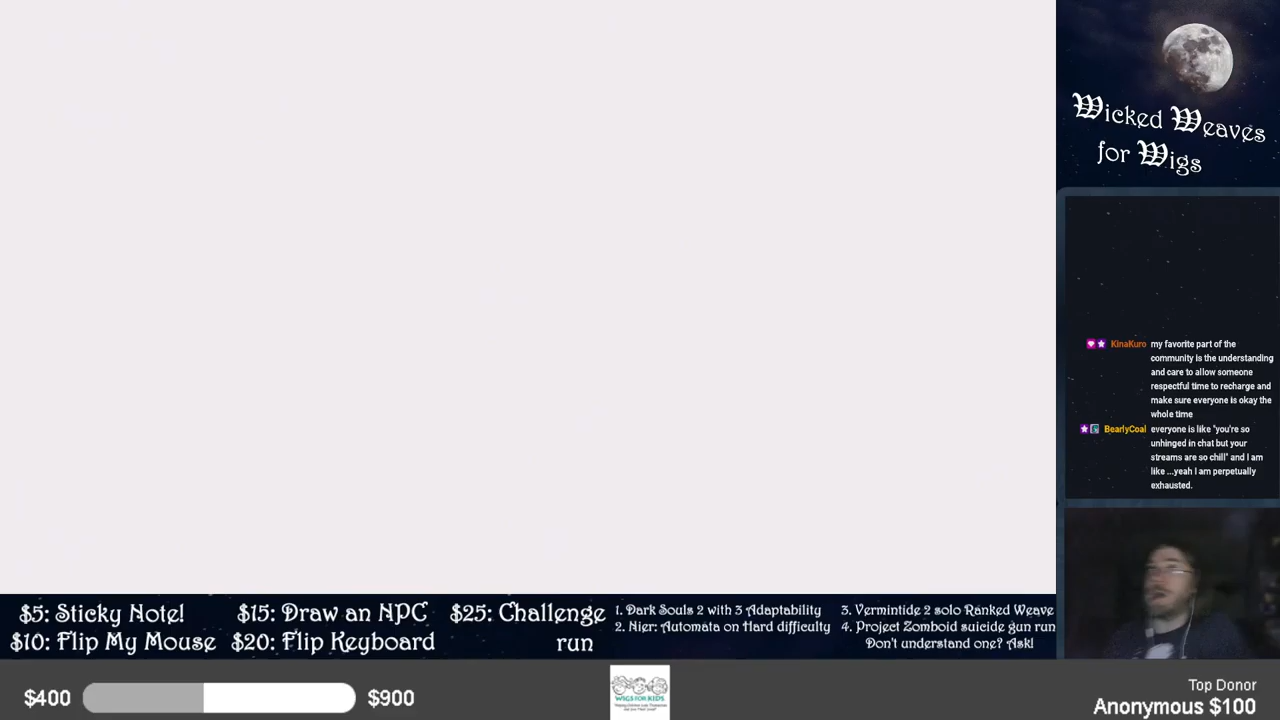 Wicked Weaves
for Wigs
KinaKuro my favorite part of the
community is the understanding
and care to allow someone
respectful time to recharge and
make sure everyone is okay the
whole time
BearlyCoal everyone is like "you're so
unhinged in chat but your
streams are so chill" and I am
like ...yeah I am perpetually
exhausted.
$5: Sticky Note!
$10: Flip My Mouse
$15: Draw an NPC
$20: Flip Keyboard
$25: Challenge
run
1. Dark Souls 2 with 3 Adaptability
2. Nier: Automata on Hard difficulty
3. Vermintide 2 solo Ranked Weave
4. Project Zomboid suicide gun run
Don't understand one? Ask!
$400
$900
WIGS FOR KIDS
Top Donor
Anonymous $100